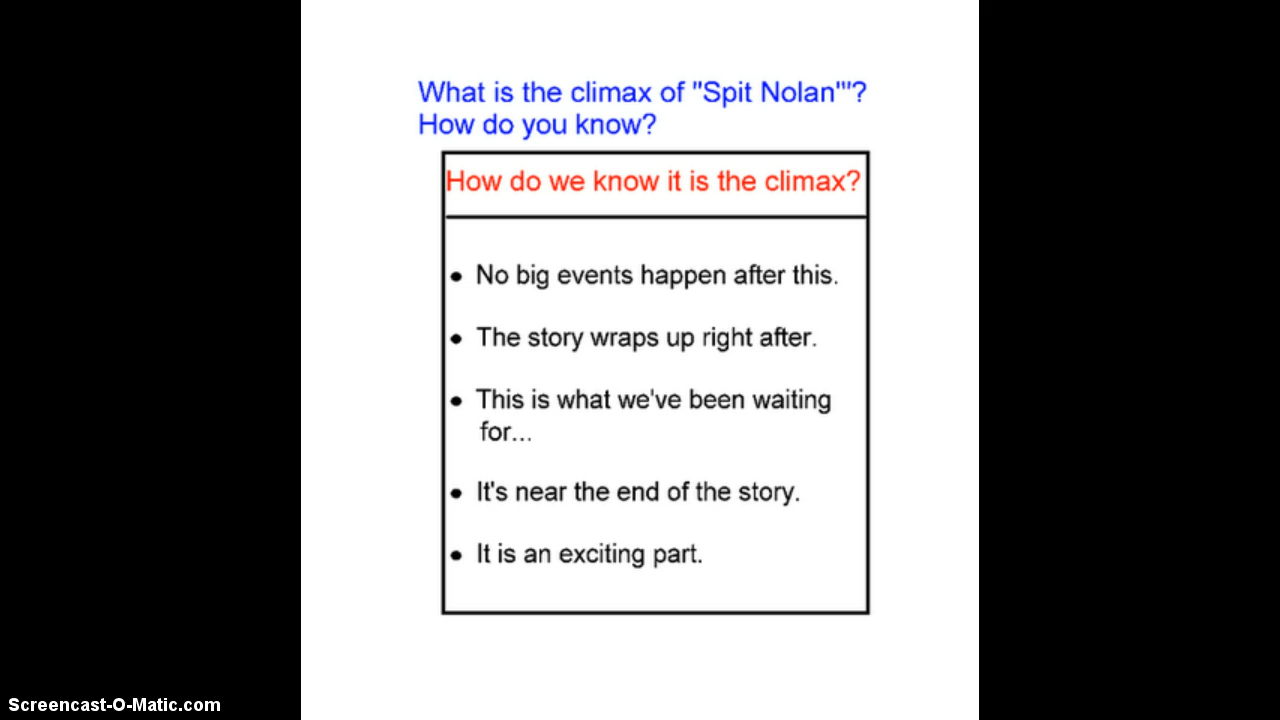 What is the climax of "Spit Nolan'"?
How do you know?
How do we know it is the climax?
• No big events happen after this.
• The story wraps up right after.
• This is what we've been waiting
for...
• It's near the end of the story.
• It is an exciting part.
Screencast-O-Matic.com